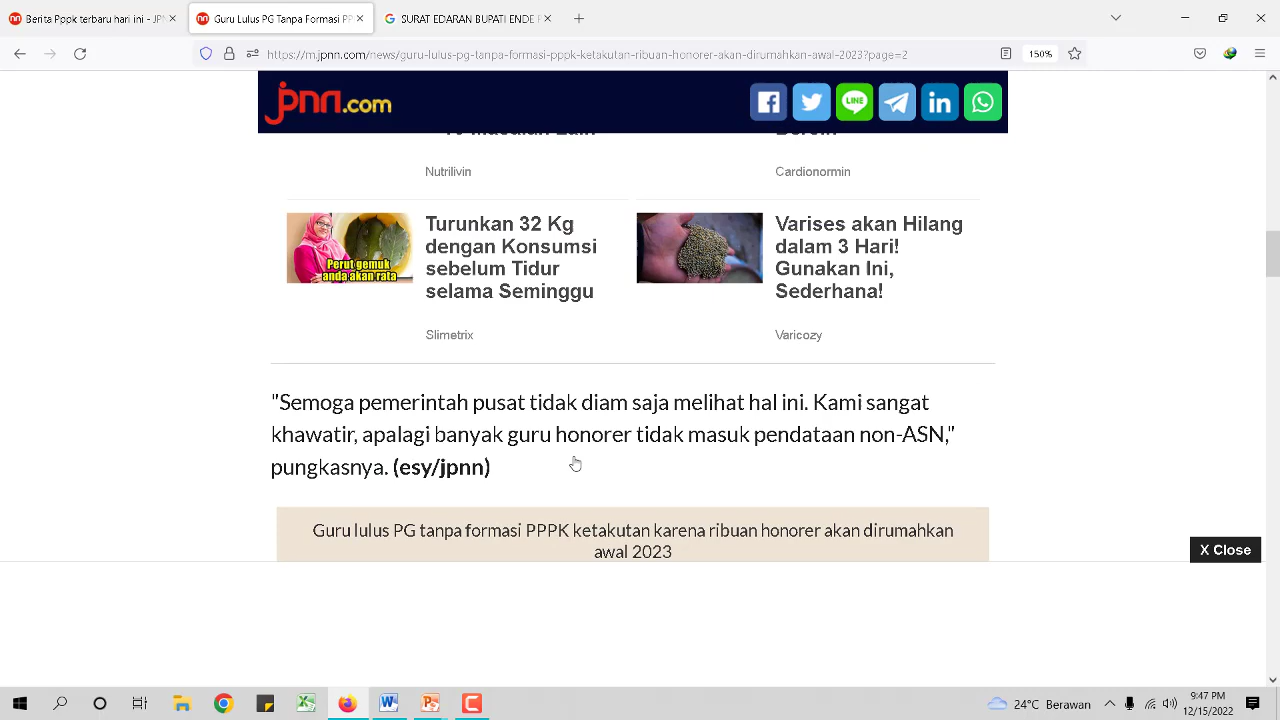 Berita Pppk terbaru hari ini - JPN
Guru Lulus PG Tanpa Formasi PP
SURAT EDARAN BUPATI ENDE P
https://m.jpnn.com/news/guru-lulus-pg-tanpa-formasi-pppk-ketakutan-ribuan-honorer-akan-dirumahkan-awal-2023?page=2
150%
jpnn.com
LINE
Nutrilivin
Cardionormin
Perut gemuk
anda akan rata
Turunkan 32 Kg
dengan Konsumsi
sebelum Tidur
selama Seminggu
Slimetrix
Varises akan Hilang
dalam 3 Hari!
Gunakan Ini,
Sederhana!
Varicozy
"Semoga pemerintah pusat tidak diam saja melihat hal ini. Kami sangat
khawatir, apalagi banyak guru honorer tidak masuk pendataan non-ASN,"
pungkasnya. (esy/jpnn)
Guru lulus PG tanpa formasi PPPK ketakutan karena ribuan honorer akan dirumahkan
awal 2023
X Close
24°C Berawan
9:47 PM
12/15/2022